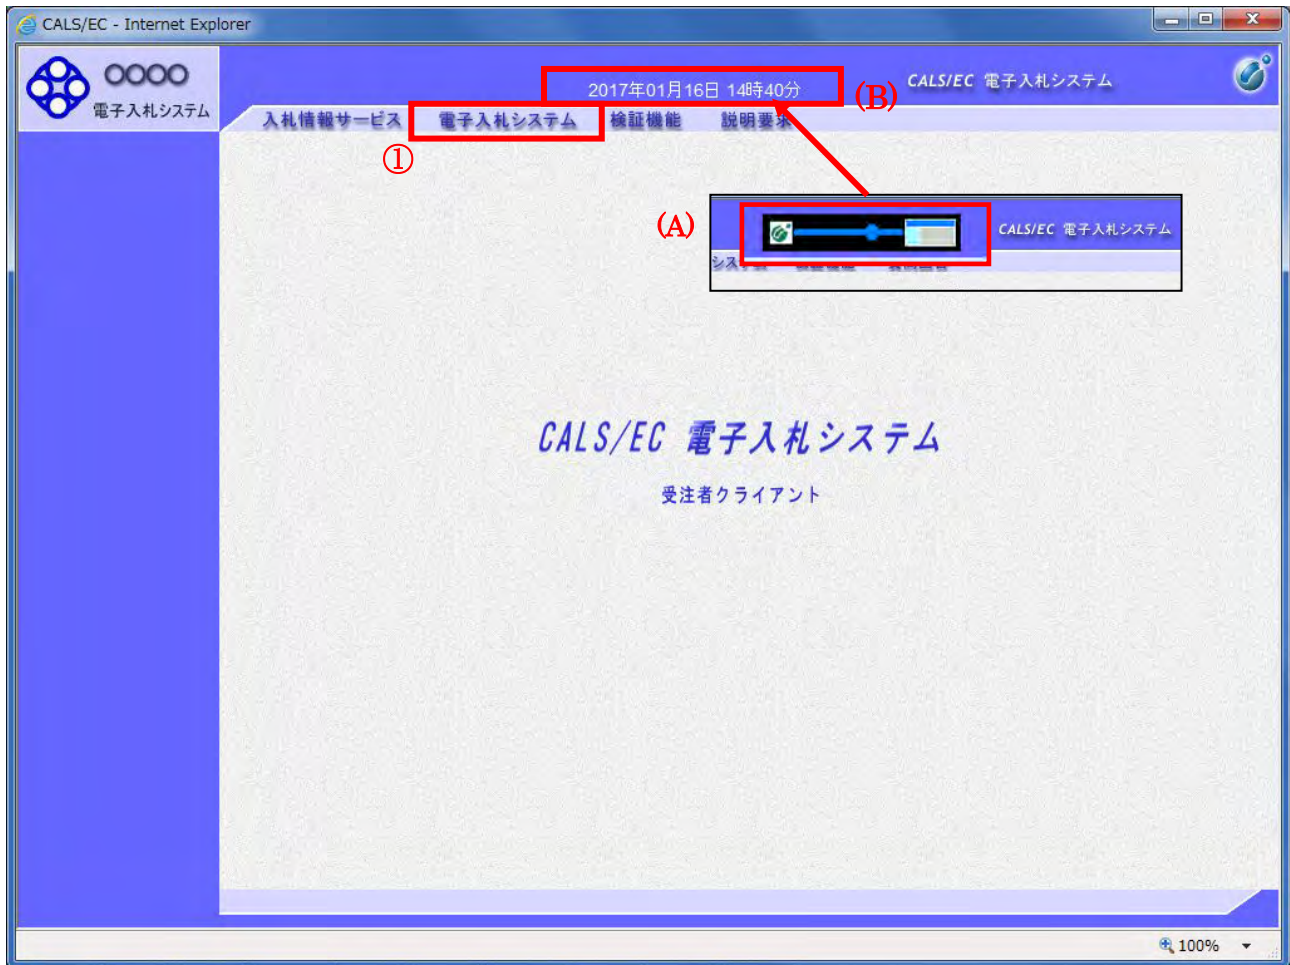 CALS/EC - Internet Explorer
○○○○
電子入札システム
2017年01月16日 14時40分
(B)
CALS/EC 電子入札システム
入札情報サービス 電子入札システム 検証機能 説明要求
①
(A)
CALS/EC 電子入札システム
CALS/EC 電子入札システム
受注者クライアント
100%